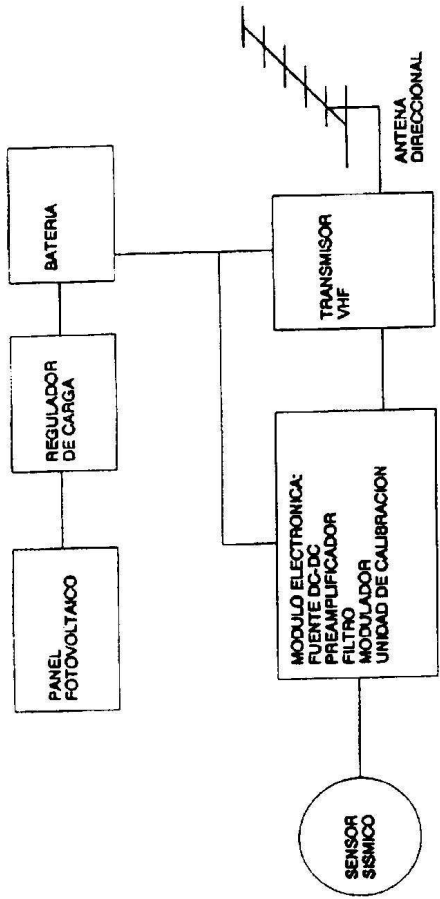 PANEL
FOTOVOLTAICO
REGULADOR
DE CARGA
BATERIA
SENSOR
SISMICO
MODULO ELECTRONICA:
FUENTE DC-DC
PREAMPLIFICADOR
FILTRO
MODULADOR
UNIDAD DE CALIBRACION
TRANSMISOR
VHF
ANTENA
DIRECCIONAL